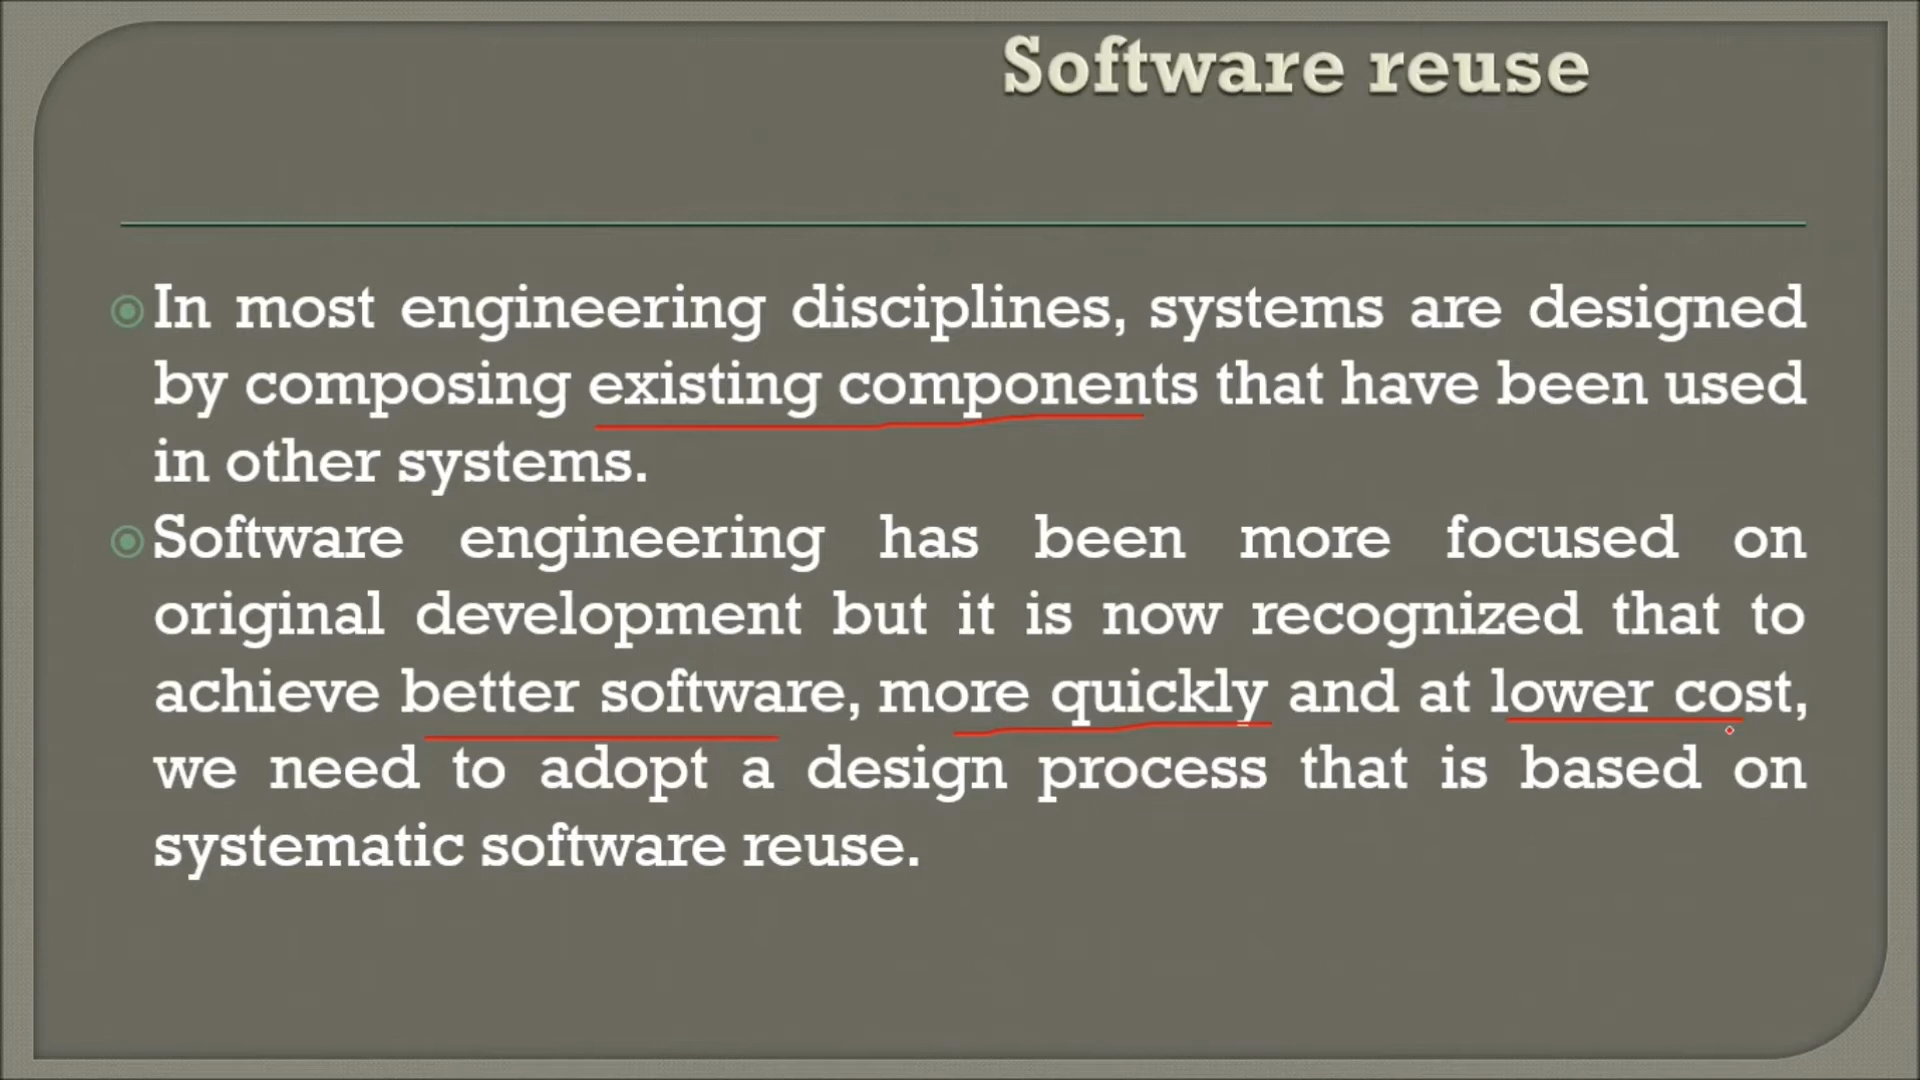 Software reuse
In most engineering disciplines, systems are designed
by composing existing components that have been used
in other systems.
Software engineering has been more focused on
original development but it is now recognized that to
achieve better software, more quickly and at lower cost,
we need to adopt a design process that is based on
systematic software reuse.